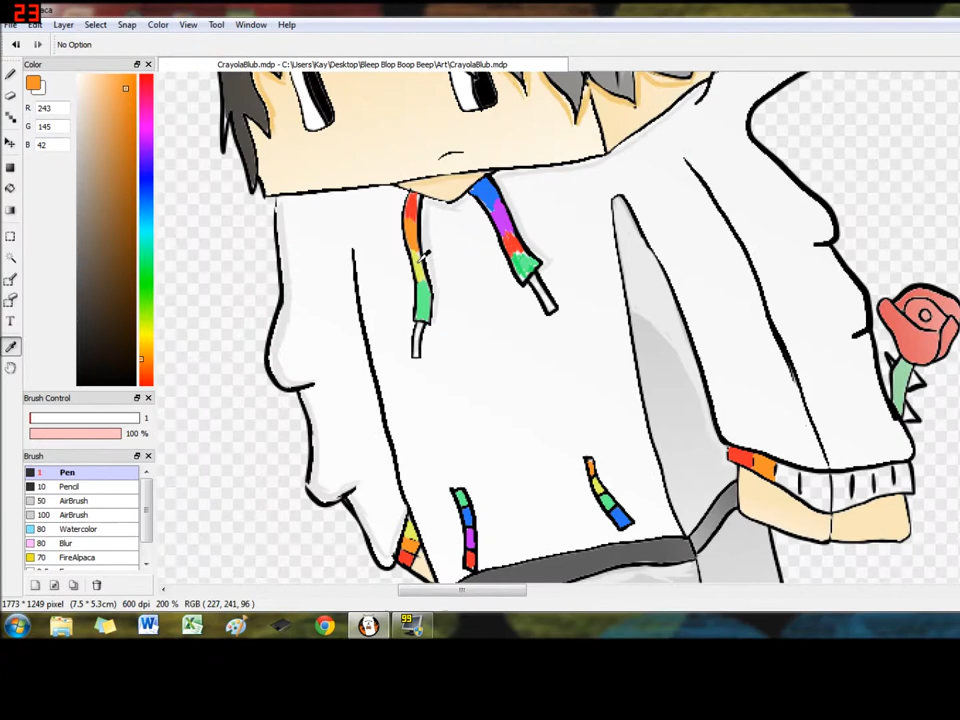 23
aca
File Edit Layer Select Snap Color View Tool Window Help
No Option
Color
CrayolaBlub.mdp - C:\Users\Kay\Desktop\Bleep Blop Boop Beep\Art\CrayolaBlub.mdp
R 243
G 145
B 42
Brush Control
1
100 %
Brush
1 Pen
10 Pencil
50 AirBrush
100 AirBrush
80 Watercolor
80 Blur
70 FireAlpaca
1773 * 1249 pixel (7.5 * 5.3cm) 600 dpi 200 % RGB ( 227, 241, 96 )
99